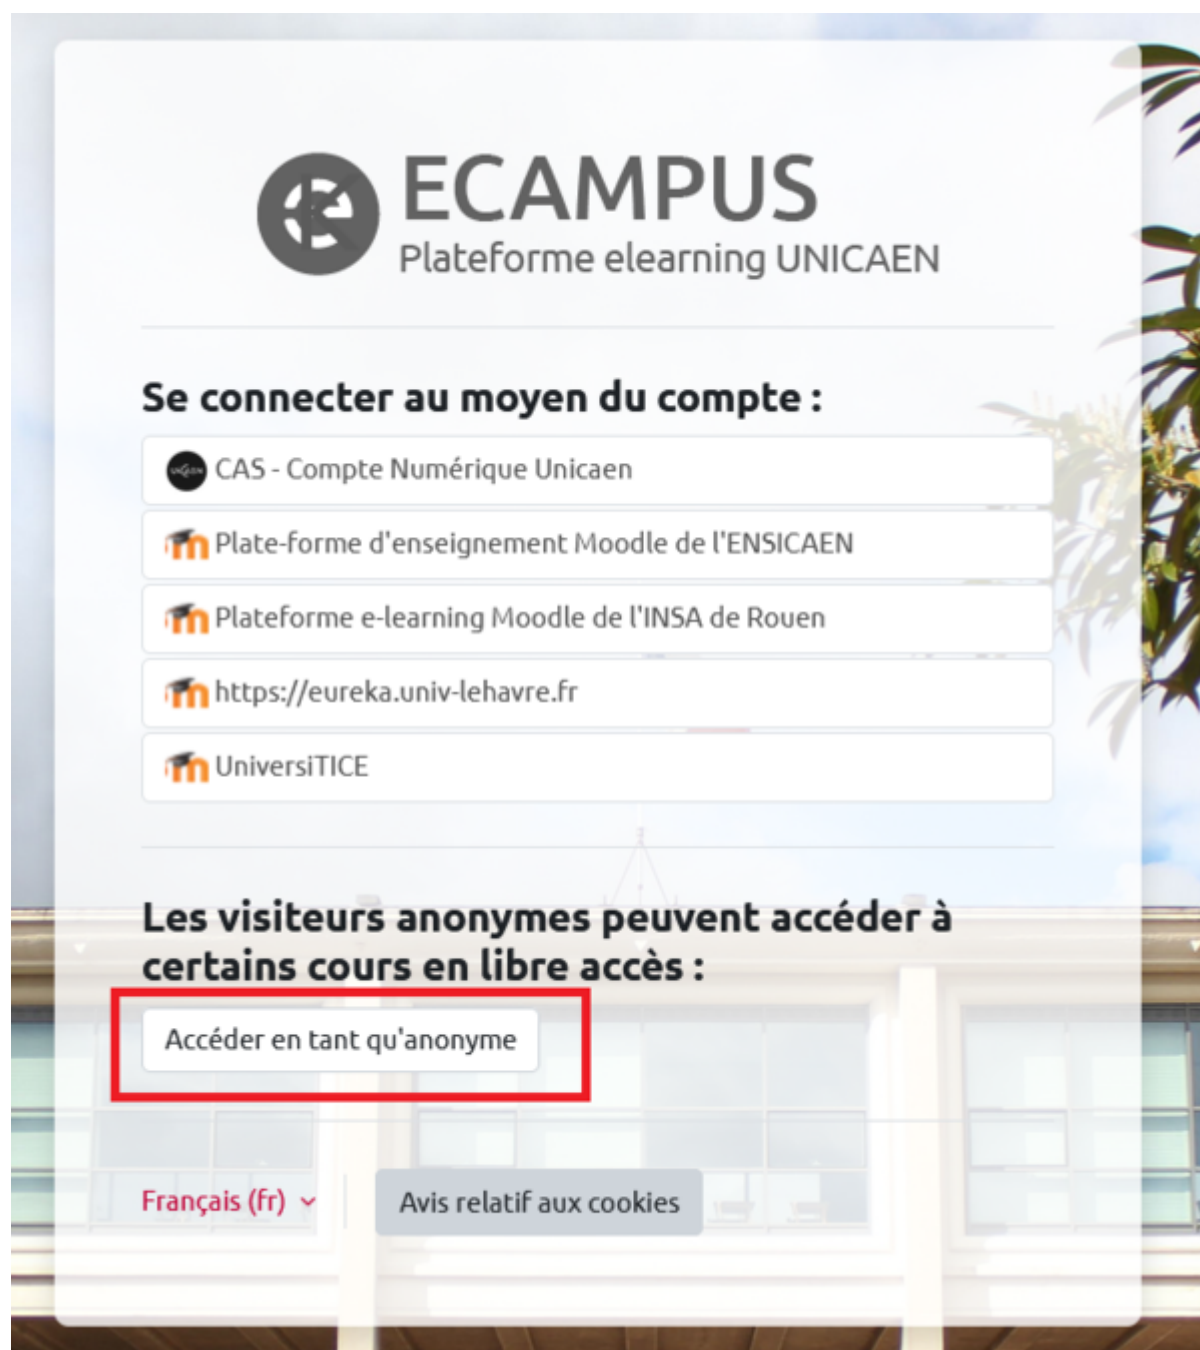 ECAMPUS
Plateforme elearning UNICAEN
Se connecter au moyen du compte :
CAS - Compte Numérique Unicaen
Plate-forme d'enseignement Moodle de l'ENSICAEN
Plateforme e-learning Moodle de l'INSA de Rouen
https://eureka.univ-lehavre.fr
UniversiTICE
Les visiteurs anonymes peuvent accéder à
certains cours en libre accès :
Accéder en tant qu'anonyme
Français (fr)
Avis relatif aux cookies